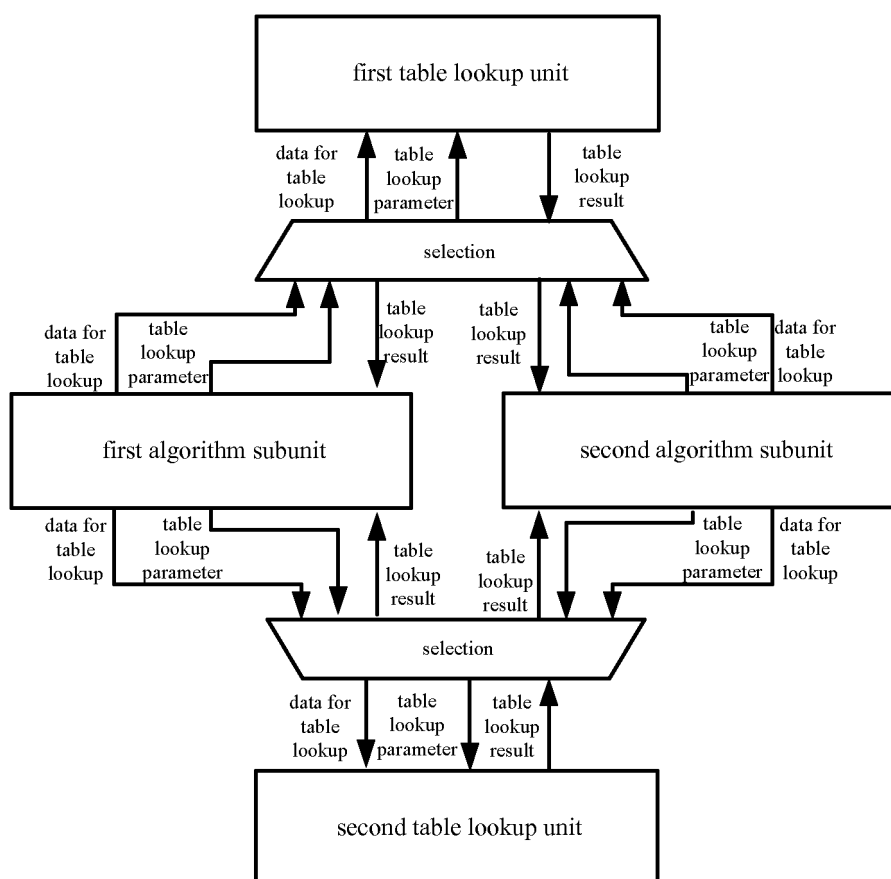 first table lookup unit
data for
table
lookup
table
lookup
parameter
table
lookup
result
selection
data for
table
lookup
table
lookup
parameter
table
lookup
result
table
lookup
result
table
lookup
parameter
data for
table
lookup
first algorithm subunit
second algorithm subunit
data for
table
lookup
table
lookup
parameter
table
lookup
result
table
lookup
result
table
lookup
parameter
data for
table
lookup
selection
data for
table
lookup
table
lookup
parameter
table
lookup
result
second table lookup unit